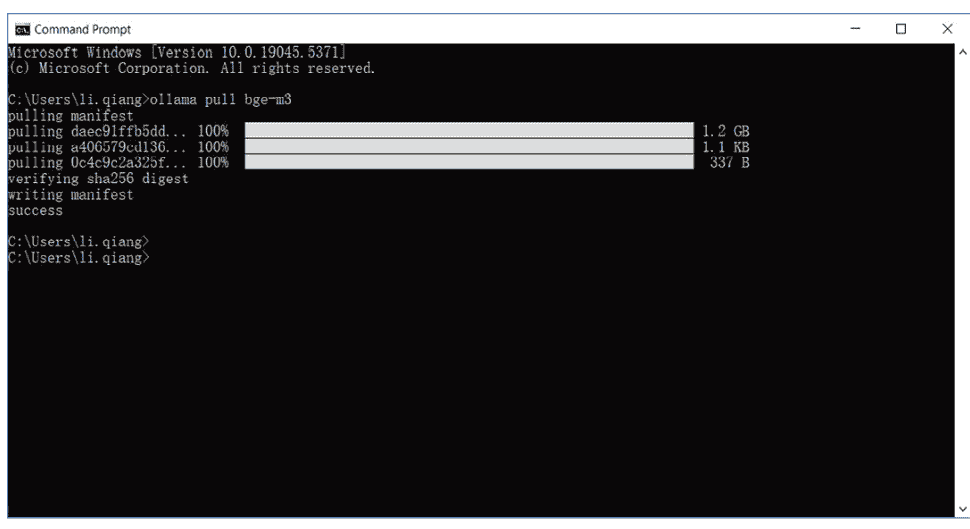 Command Prompt
Microsoft Windows [Version 10.0.19045.5371]
(c) Microsoft Corporation. All rights reserved.
C:\Users\li.qiang>ollama pull bge-m3
pulling manifest
pulling daec91ffb5dd... 100% 1.2 GB
pulling a406579cd136... 100% 1.1 KB
pulling 0c4c9c2a325f... 100% 337 B
verifying sha256 digest
writing manifest
success
C:\Users\li.qiang>
C:\Users\li.qiang>